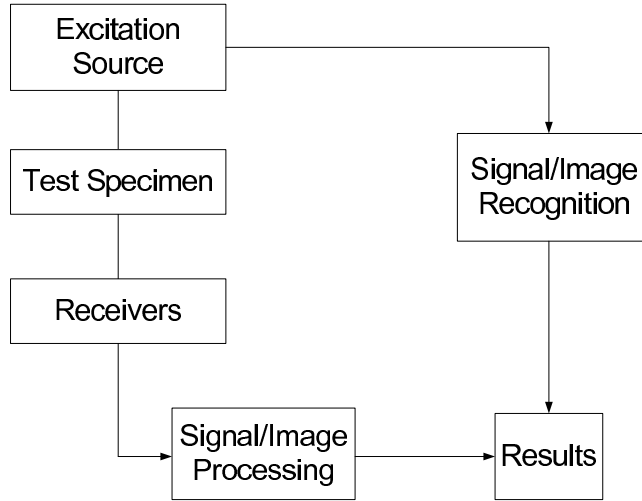 Excitation
Source
Test Specimen
Signal/Image
Recognition
Receivers
Signal/Image
Processing
Results